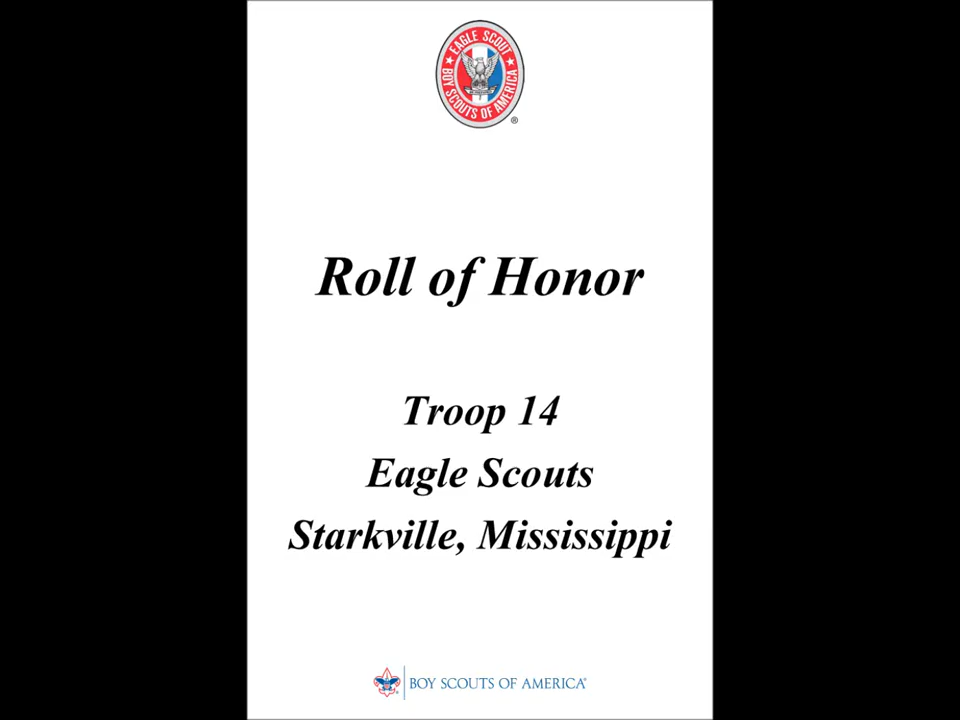 EAGLE SCOUT
BOY SCOUTS OF AMERICA
®
Roll of Honor
Troop 14
Eagle Scouts
Starkville, Mississippi
BOY SCOUTS OF AMERICA®